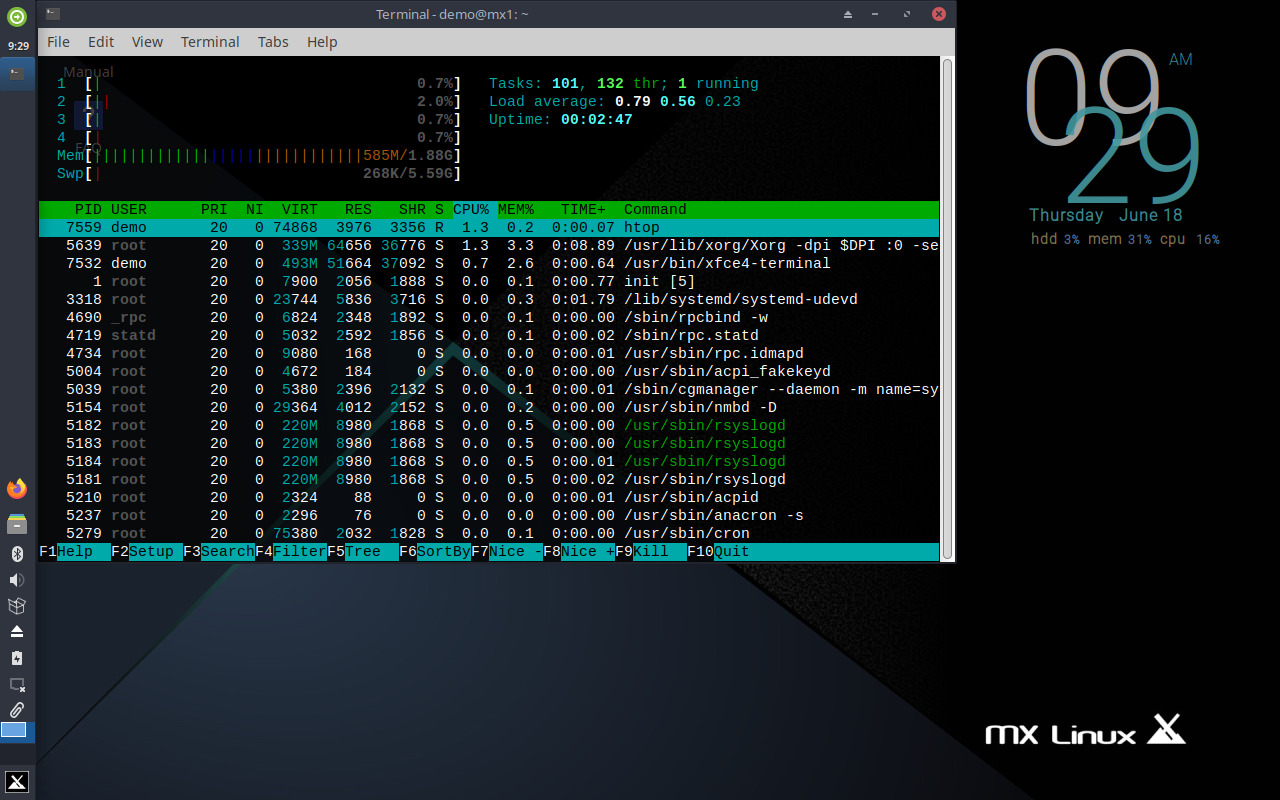 9:29
Terminal - demo@mx1: ~
File Edit View Terminal Tabs Help
Manual
FAQ
1 [| 0.7%] Tasks: 101, 132 thr; 1 running
2 [|| 2.0%] Load average: 0.79 0.56 0.23
3 [| 0.7%] Uptime: 00:02:47
4 [| 0.7%]
Mem[||||||||||||||||||||||||||||||585M/1.88G]
Swp[| 268K/5.59G]
PID USER PRI NI VIRT RES SHR S CPU% MEM% TIME+ Command
7559 demo 20 0 74868 3976 3356 R 1.3 0.2 0:00.07 htop
5639 root 20 0 339M 64656 36776 S 1.3 3.3 0:08.89 /usr/lib/xorg/Xorg -dpi $DPI :0 -se
7532 demo 20 0 493M 51664 37092 S 0.7 2.6 0:00.64 /usr/bin/xfce4-terminal
1 root 20 0 7900 2056 1888 S 0.0 0.1 0:00.77 init [5]
3318 root 20 0 23744 5836 3716 S 0.0 0.3 0:01.79 /lib/systemd/systemd-udevd
4690 _rpc 20 0 6824 2348 1892 S 0.0 0.1 0:00.00 /sbin/rpcbind -w
4719 statd 20 0 5032 2592 1856 S 0.0 0.1 0:00.02 /sbin/rpc.statd
4734 root 20 0 9080 168 0 S 0.0 0.0 0:00.01 /usr/sbin/rpc.idmapd
5004 root 20 0 4672 184 0 S 0.0 0.0 0:00.00 /usr/sbin/acpi_fakekeyd
5039 root 20 0 5380 2396 2132 S 0.0 0.1 0:00.01 /sbin/cgmanager --daemon -m name=sy
5154 root 20 0 29364 4012 2152 S 0.0 0.2 0:00.00 /usr/sbin/nmbd -D
5182 root 20 0 220M 8980 1868 S 0.0 0.5 0:00.00 /usr/sbin/rsyslogd
5183 root 20 0 220M 8980 1868 S 0.0 0.5 0:00.00 /usr/sbin/rsyslogd
5184 root 20 0 220M 8980 1868 S 0.0 0.5 0:00.01 /usr/sbin/rsyslogd
5181 root 20 0 220M 8980 1868 S 0.0 0.5 0:00.02 /usr/sbin/rsyslogd
5210 root 20 0 2324 88 0 S 0.0 0.0 0:00.01 /usr/sbin/acpid
5237 root 20 0 2296 76 0 S 0.0 0.0 0:00.00 /usr/sbin/anacron -s
5279 root 20 0 75380 2032 1828 S 0.0 0.1 0:00.00 /usr/sbin/cron
F1Help F2Setup F3SearchF4FilterF5Tree F6SortByF7Nice -F8Nice +F9Kill F10Quit
09 AM
29
Thursday June 18
hdd 3% mem 31% cpu 16%
MX Linux